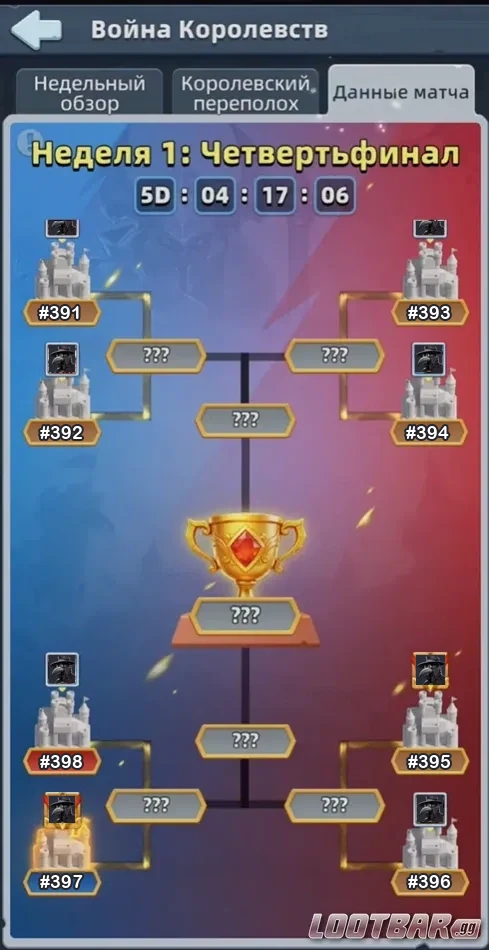 Война Королевств
Недельный
обзор
Королевский
переполох
Данные матча
Неделя 1: Четвертьфинал
5D : 04 : 17 : 06
#391
#393
???
???
#392
#394
???
???
#398
#395
???
???
???
#397
#396
LOOTBAR.gg